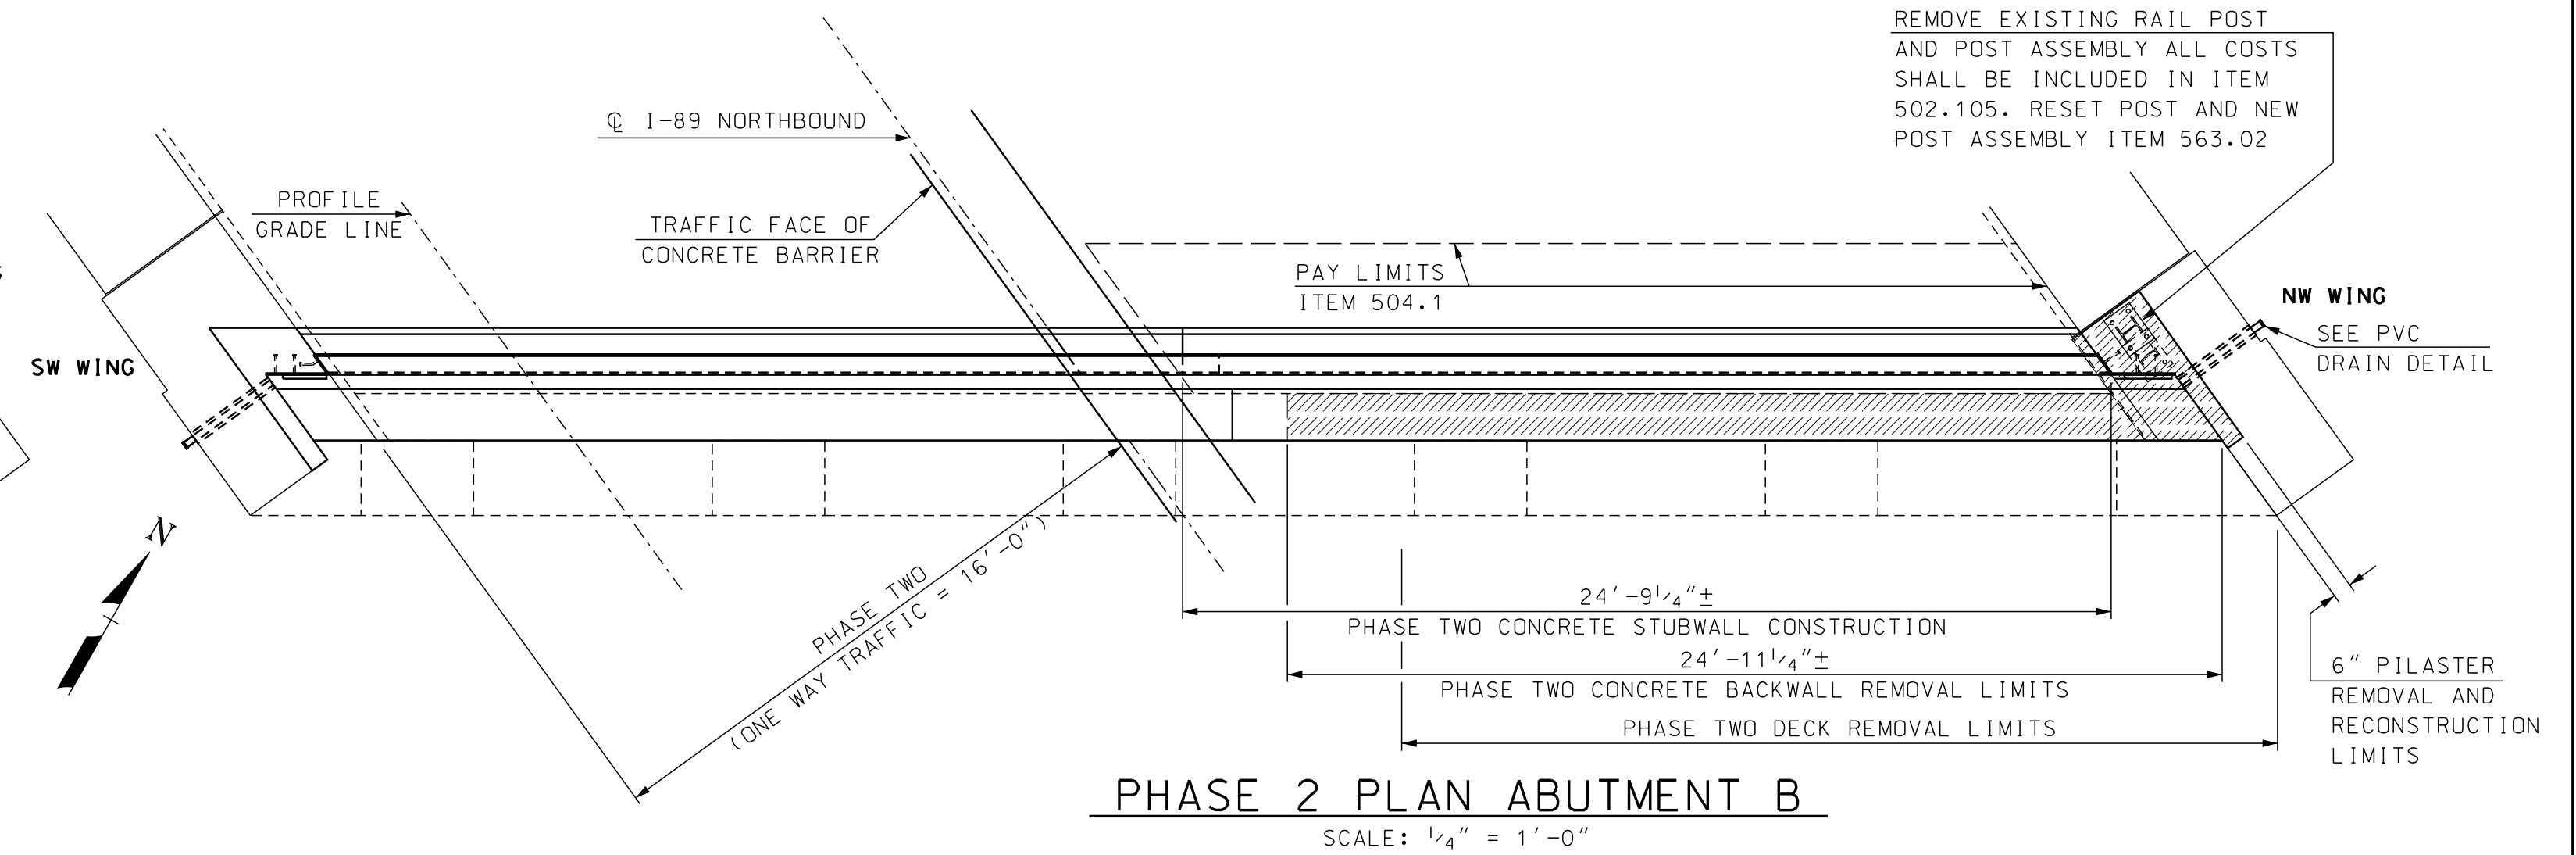 REMOVE EXISTING RAIL POST
AND POST ASSEMBLY ALL COSTS
SHALL BE INCLUDED IN ITEM
502.105. RESET POST AND NEW
POST ASSEMBLY ITEM 563.02
℄ I-89 NORTHBOUND
PROFILE
GRADE LINE
TRAFFIC FACE OF
CONCRETE BARRIER
PAY LIMITS
ITEM 504.1
NW WING
SEE PVC
DRAIN DETAIL
SW WING
N
PHASE TWO
(ONE WAY TRAFFIC = 16'-0")
24'-9 1/4"±
PHASE TWO CONCRETE STUBWALL CONSTRUCTION
24'-11 1/4"±
PHASE TWO CONCRETE BACKWALL REMOVAL LIMITS
PHASE TWO DECK REMOVAL LIMITS
6" PILASTER
REMOVAL AND
RECONSTRUCTION
LIMITS
PHASE 2 PLAN ABUTMENT B
SCALE: 1/4" = 1'-0"